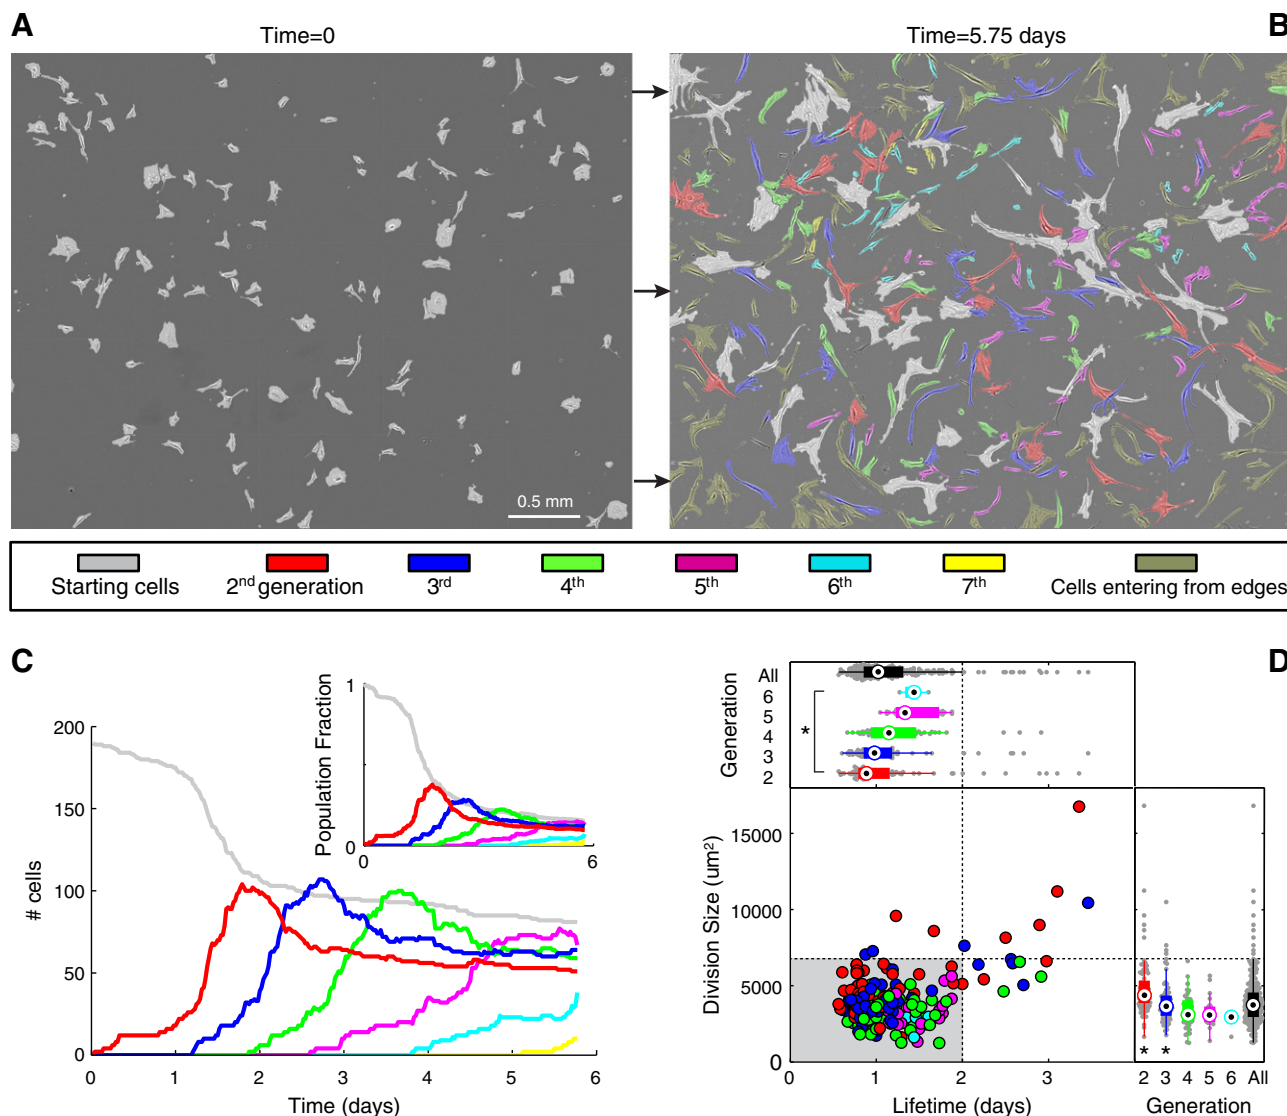 A
Time=0
Time=5.75 days
B
0.5 mm
Starting cells
2nd generation
3rd
4th
5th
6th
7th
Cells entering from edges
C
# cells
200
150
100
50
0
0 1 2 3 4 5 6
Time (days)
Population Fraction
1
0
0 6
D
Generation
All
6
5
4
3
2
*
Division Size (um²)
15000
10000
5000
0
0 1 2 3
Lifetime (days)
* *
2 3 4 5 6 All
Generation